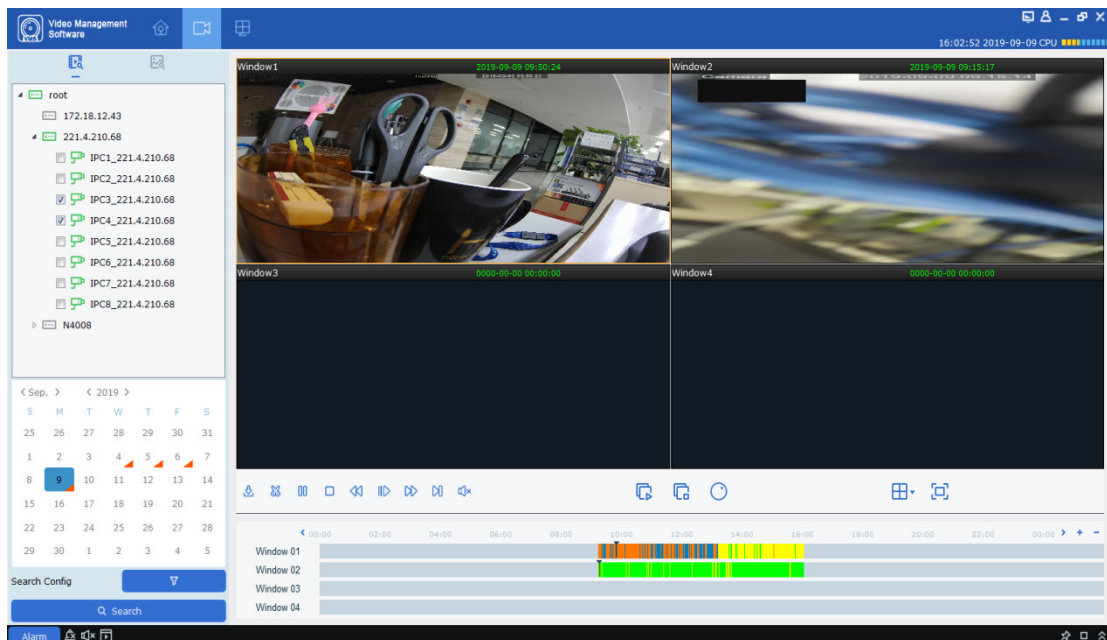 Video Management
Software
16:02:52 2019-09-09 CPU
Window1 2019-09-09 09:50:24
Window2 2019-09-09 09:15:17
Camera
root
172.18.12.43
221.4.210.68
IPC1_221.4.210.68
IPC2_221.4.210.68
IPC3_221.4.210.68
IPC4_221.4.210.68
IPC5_221.4.210.68
IPC6_221.4.210.68
IPC7_221.4.210.68
IPC8_221.4.210.68
N4008
Window3 0000-00-00 00:00:00
Window4 0000-00-00 00:00:00
< Sep. > < 2019 >
S M T W T F S
25 26 27 28 29 30 31
1 2 3 4 5 6 7
8 9 10 11 12 13 14
15 16 17 18 19 20 21
22 23 24 25 26 27 28
29 30 1 2 3 4 5
Search Config
Search
00:00 02:00 04:00 06:00 08:00 10:00 12:00 14:00 16:00 18:00 20:00 22:00 00:00
Window 01
Window 02
Window 03
Window 04
Alarm